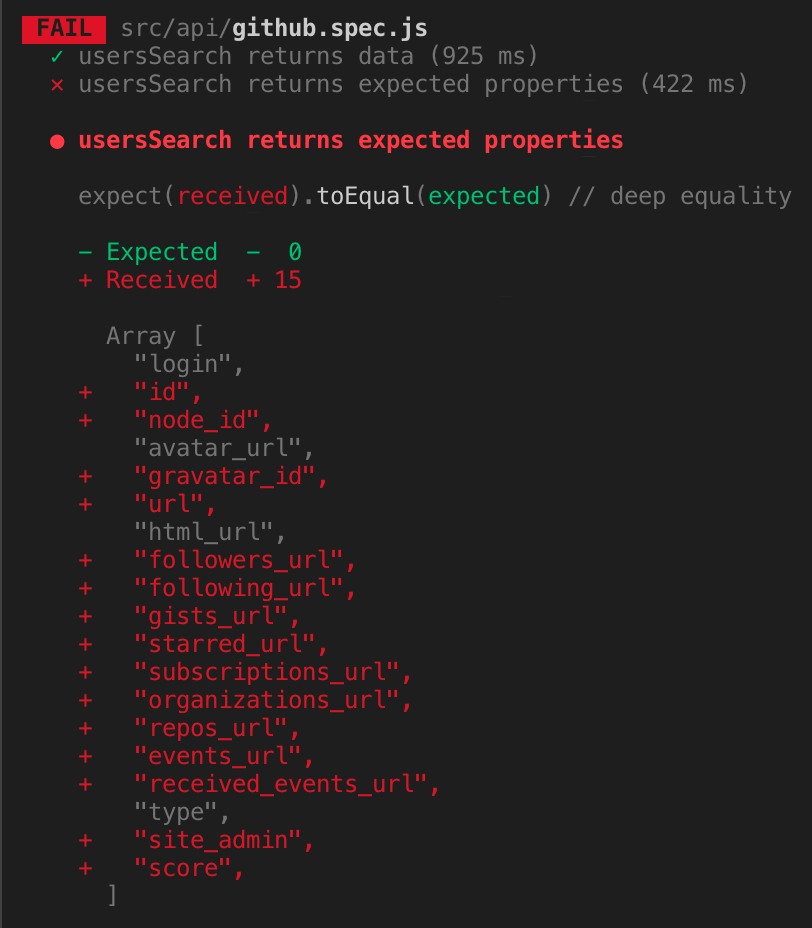 FAIL src/api/github.spec.js
✓ usersSearch returns data (925 ms)
✕ usersSearch returns expected properties (422 ms)
● usersSearch returns expected properties
expect(received).toEqual(expected) // deep equality
- Expected - 0
+ Received + 15
Array [
"login",
+ "id",
+ "node_id",
"avatar_url",
+ "gravatar_id",
+ "url",
"html_url",
+ "followers_url",
+ "following_url",
+ "gists_url",
+ "starred_url",
+ "subscriptions_url",
+ "organizations_url",
+ "repos_url",
+ "events_url",
+ "received_events_url",
"type",
+ "site_admin",
+ "score",
]